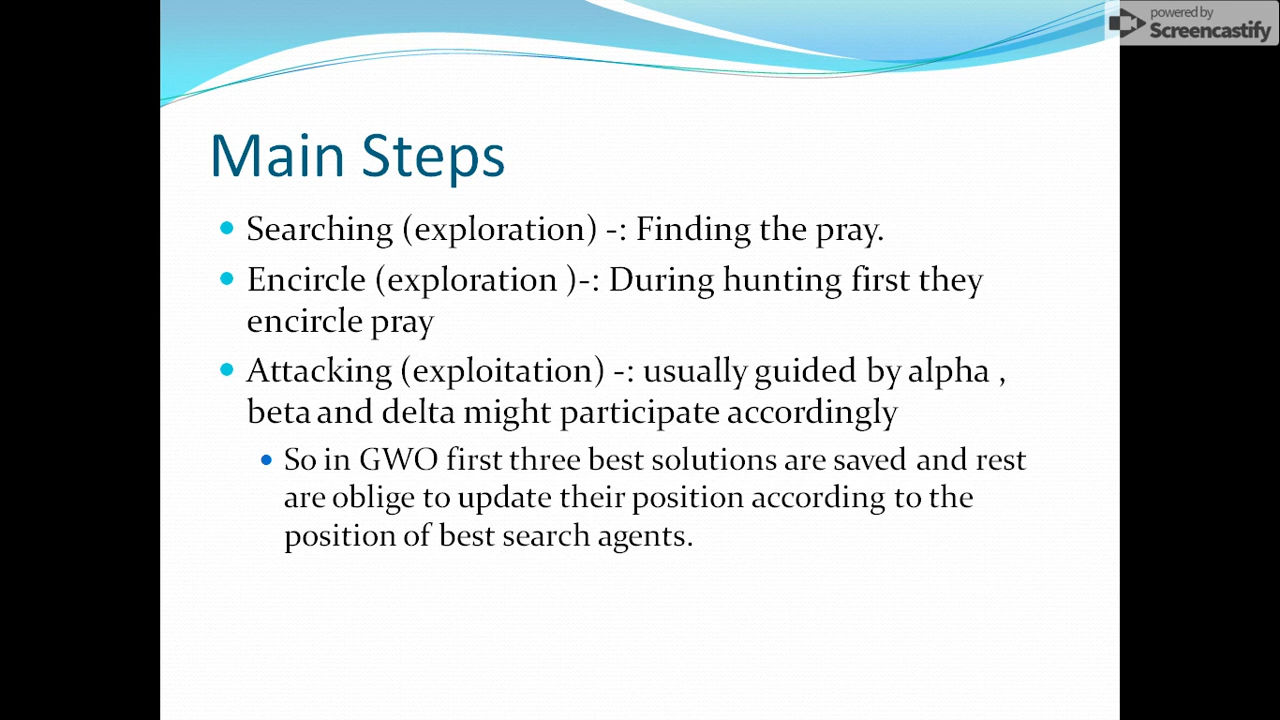 powered by
Screencastify
Main Steps
Searching (exploration) -: Finding the pray.
Encircle (exploration )-: During hunting first they
encircle pray
Attacking (exploitation) -: usually guided by alpha ,
beta and delta might participate accordingly
So in GWO first three best solutions are saved and rest
are oblige to update their position according to the
position of best search agents.